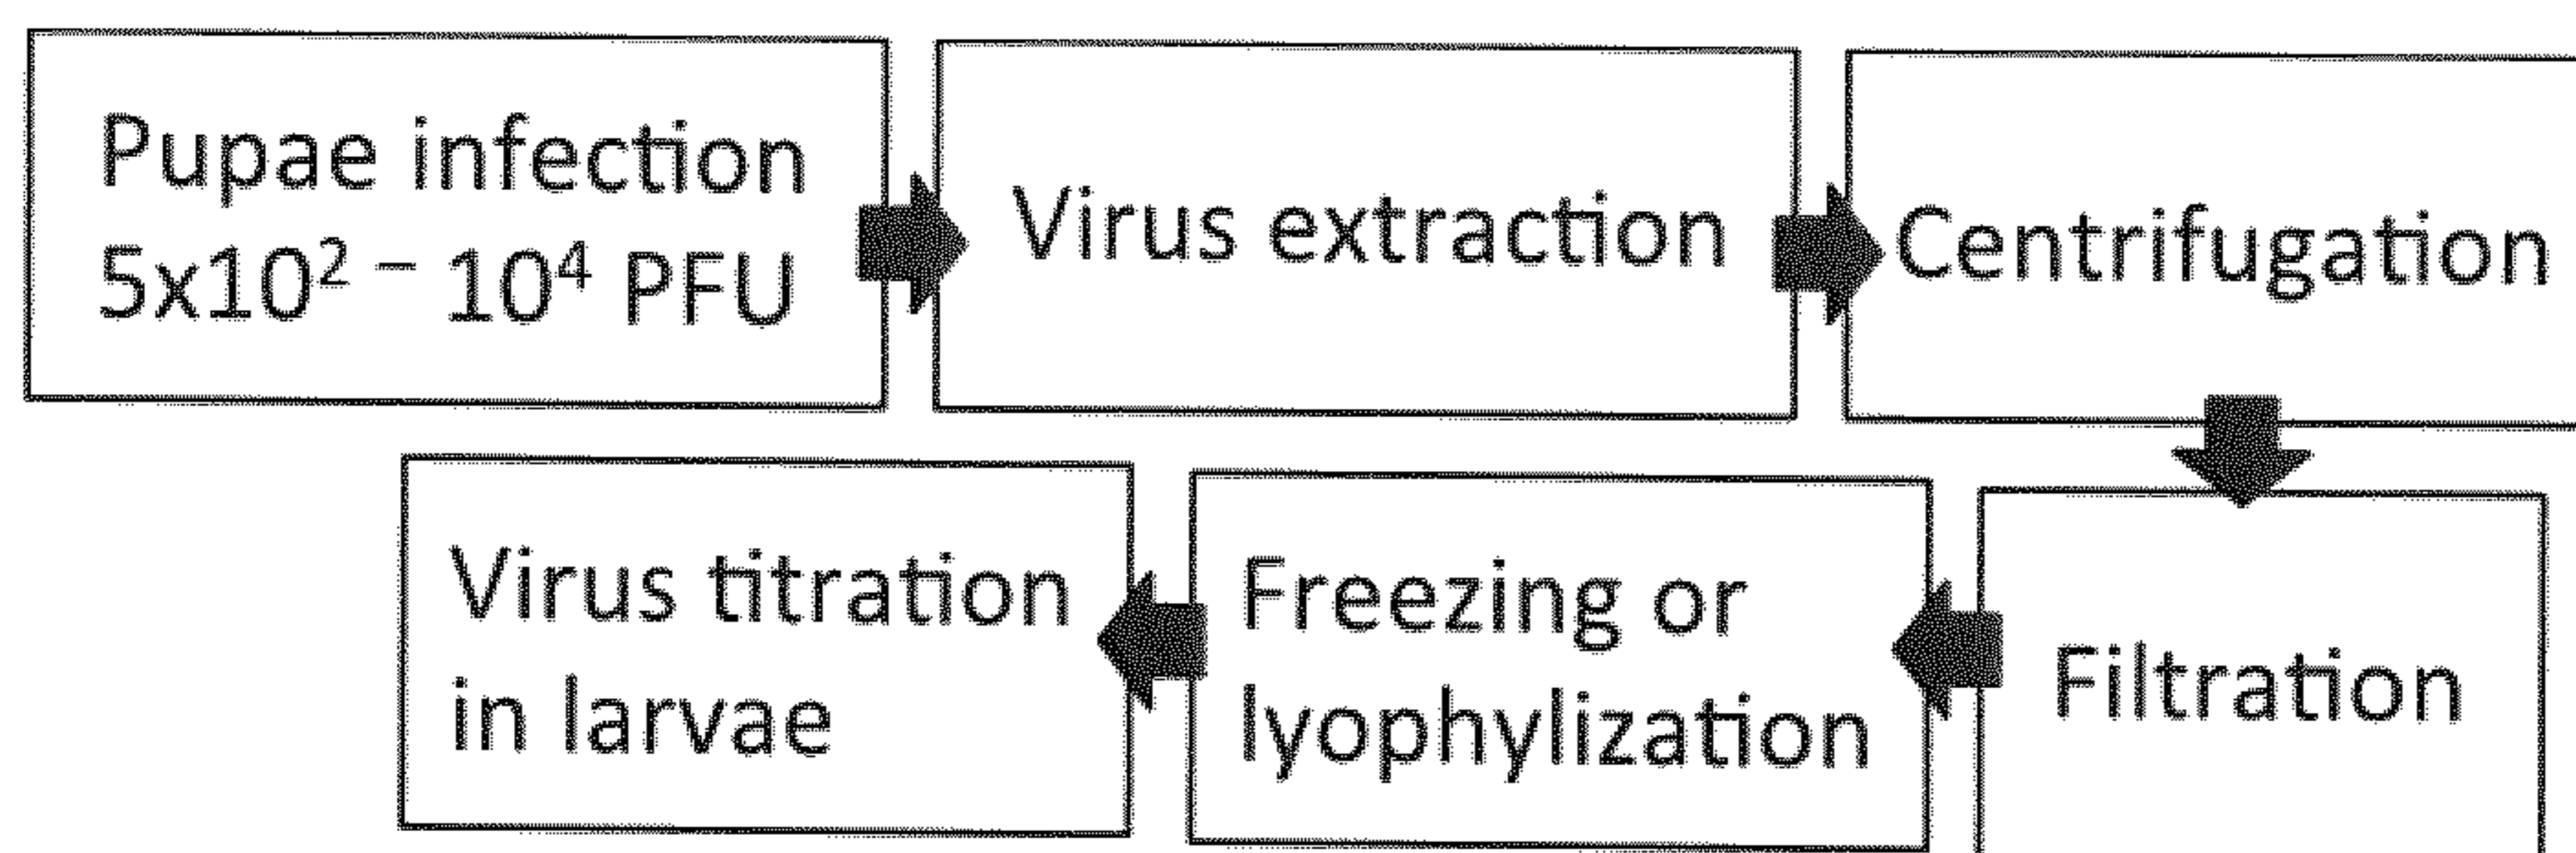 Pupae infection
5x10² – 10⁴ PFU
Virus extraction
Centrifugation
Filtration
Freezing or
lyophylization
Virus titration
in larvae